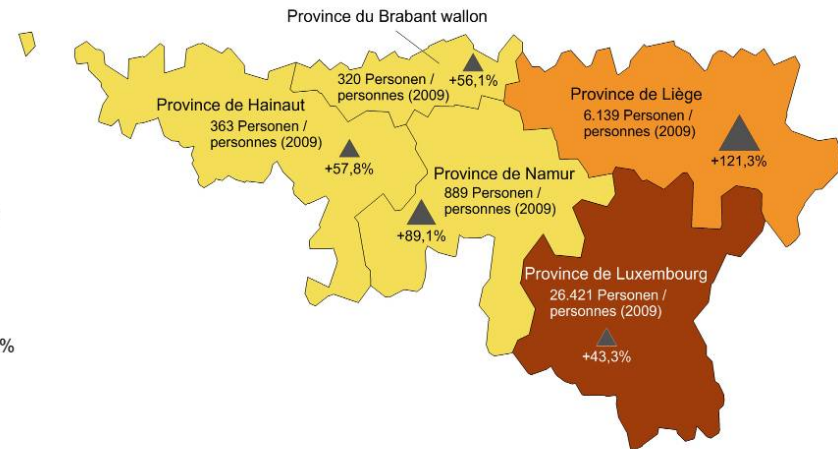 Province du Brabant wallon
320 Personen /
personnes (2009)
+56,1%
Province de Hainaut
363 Personen /
personnes (2009)
+57,8%
Province de Liège
6.139 Personen /
personnes (2009)
+121,3%
Province de Namur
889 Personen /
personnes (2009)
+89,1%
Province de Luxembourg
26.421 Personen /
personnes (2009)
+43,3%
%